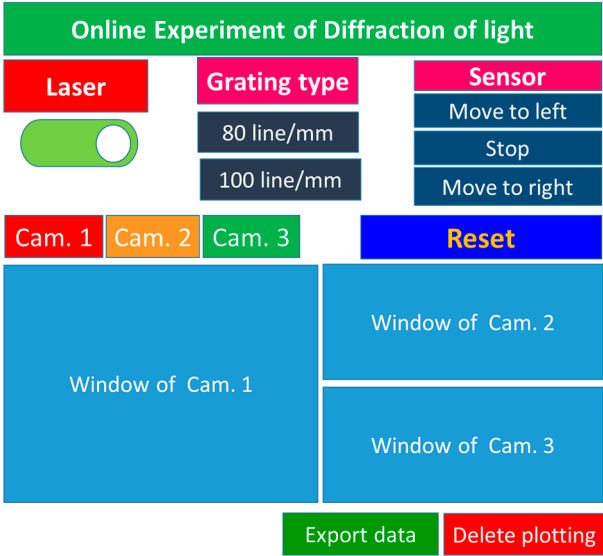 Online Experiment of Diffraction of light
Laser
Grating type
80 line/mm
100 line/mm
Sensor
Move to left
Stop
Move to right
Cam. 1
Cam. 2
Cam. 3
Reset
Window of Cam. 1
Window of Cam. 2
Window of Cam. 3
Export data
Delete plotting